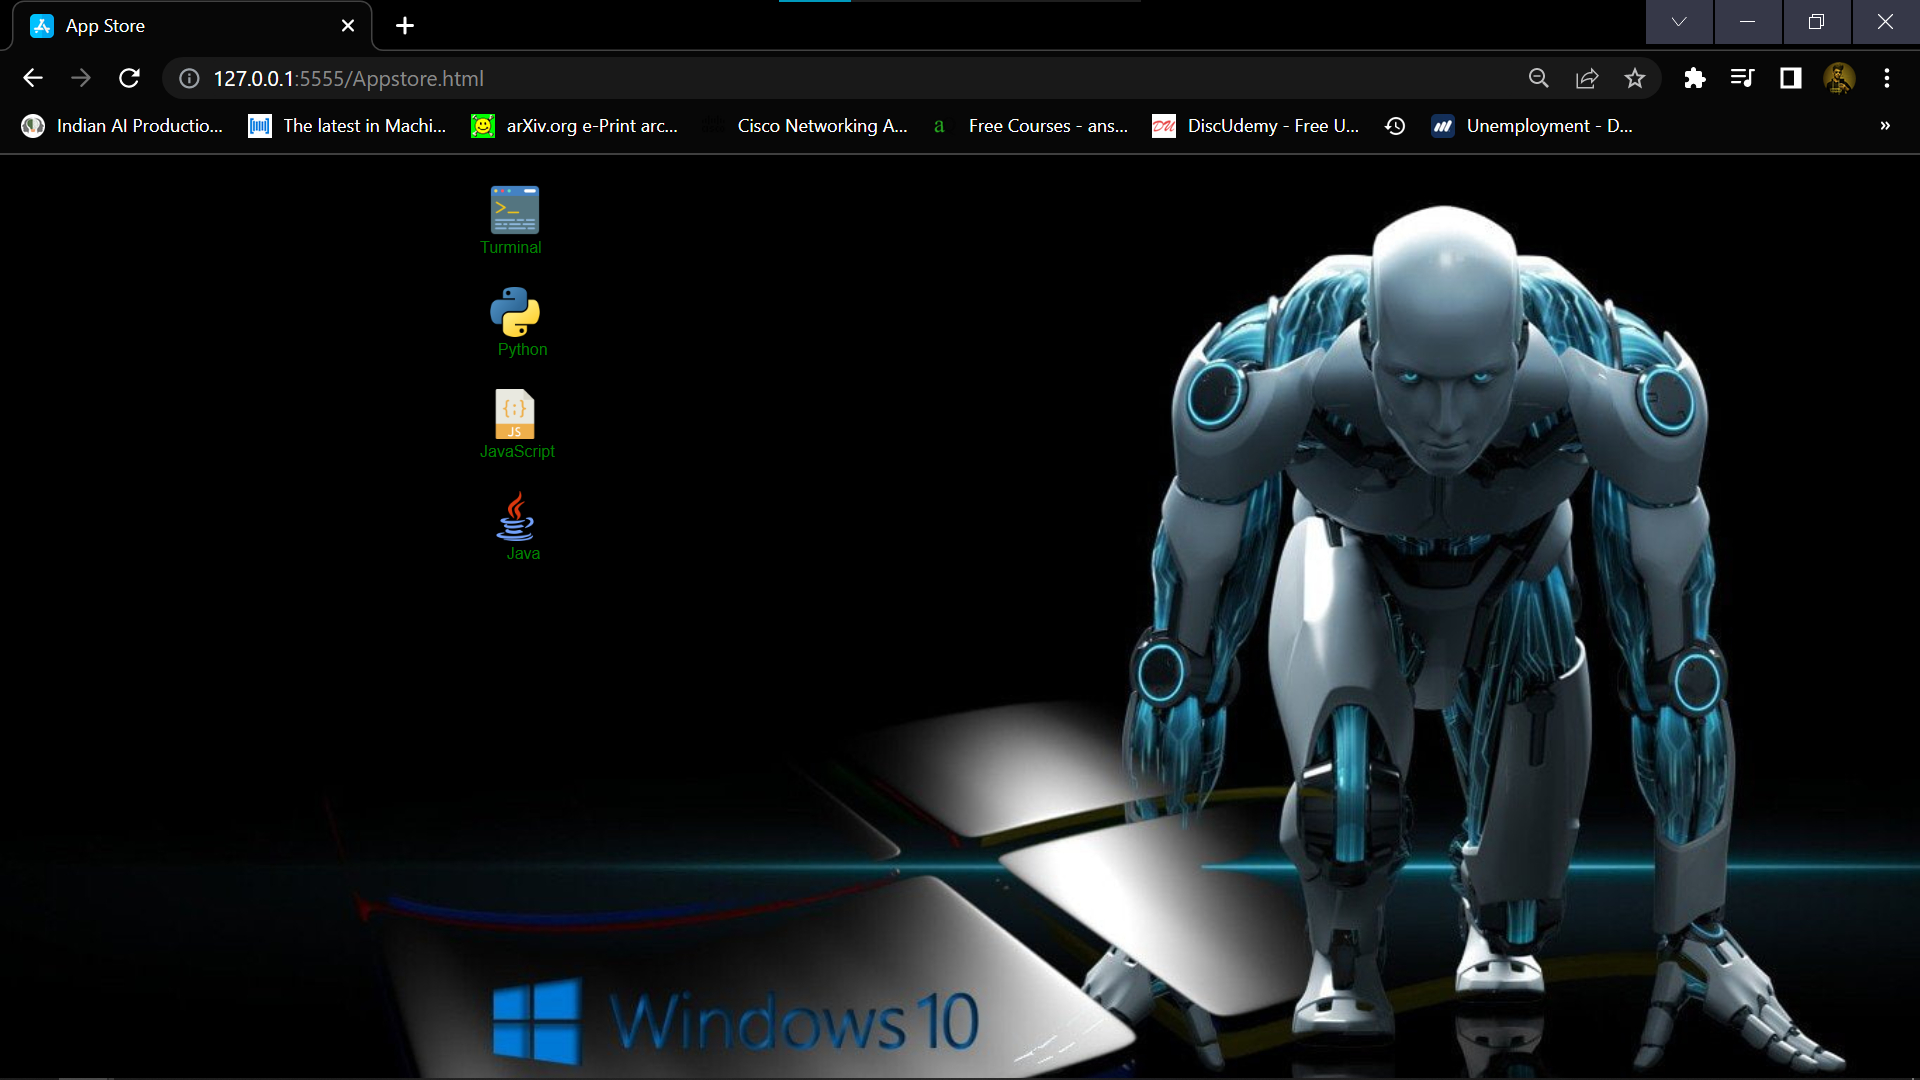 App Store
127.0.0.1:5555/Appstore.html
Indian AI Productio...
The latest in Machi...
arXiv.org e-Print arc...
Cisco Networking A...
a
Free Courses - ans...
DU
DiscUdemy - Free U...
Unemployment - D...
»
>_
Turminal
Python
{;}
JS
JavaScript
Java
Windows 10